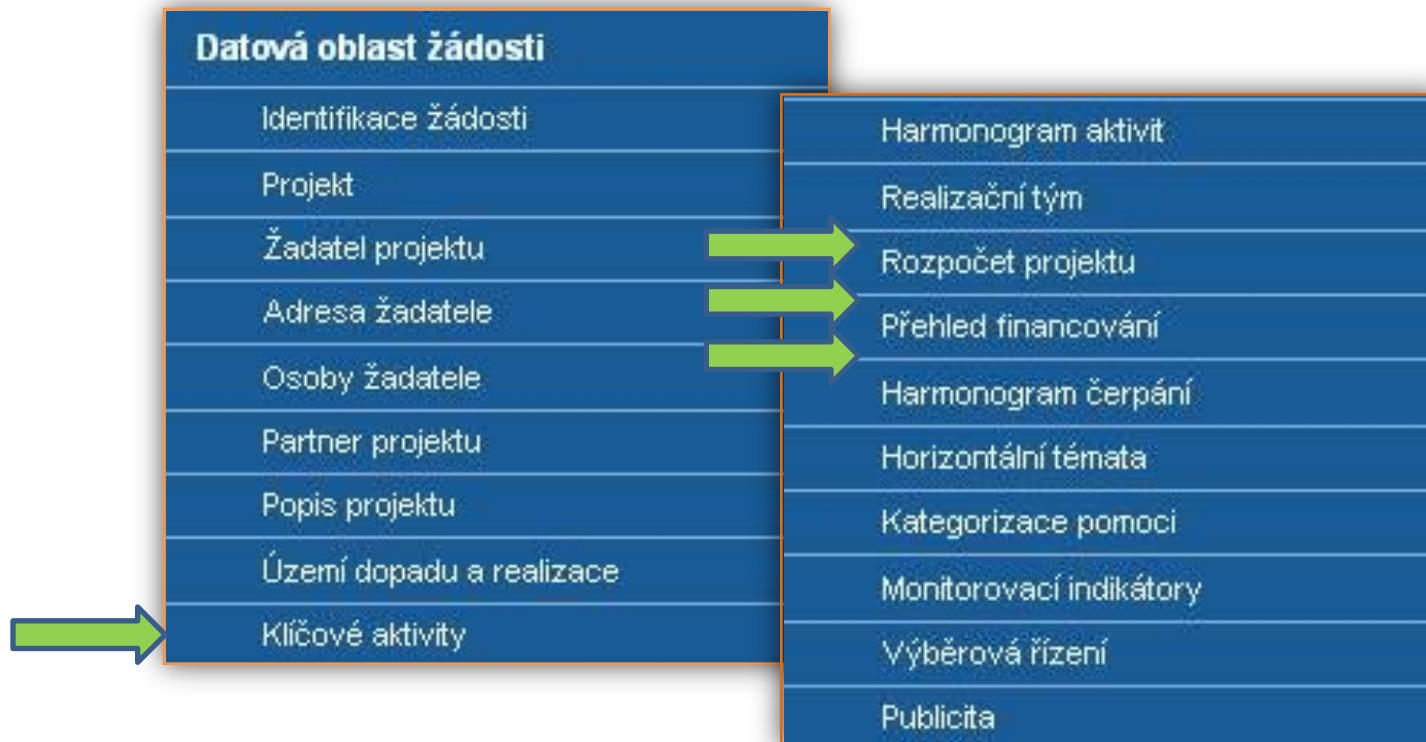 Datová oblast žádosti
Identifikace žádosti
Projekt
Žadatel projektu
Adresa žadatele
Osoby žadatele
Partner projektu
Popis projektu
Území dopadu a realizace
Klíčové aktivity
Harmonogram aktivit
Realizační tým
Rozpočet projektu
Přehled financování
Harmonogram čerpání
Horizontální témata
Kategorizace pomoci
Monitorovací indikátory
Výběrová řízení
Publicita